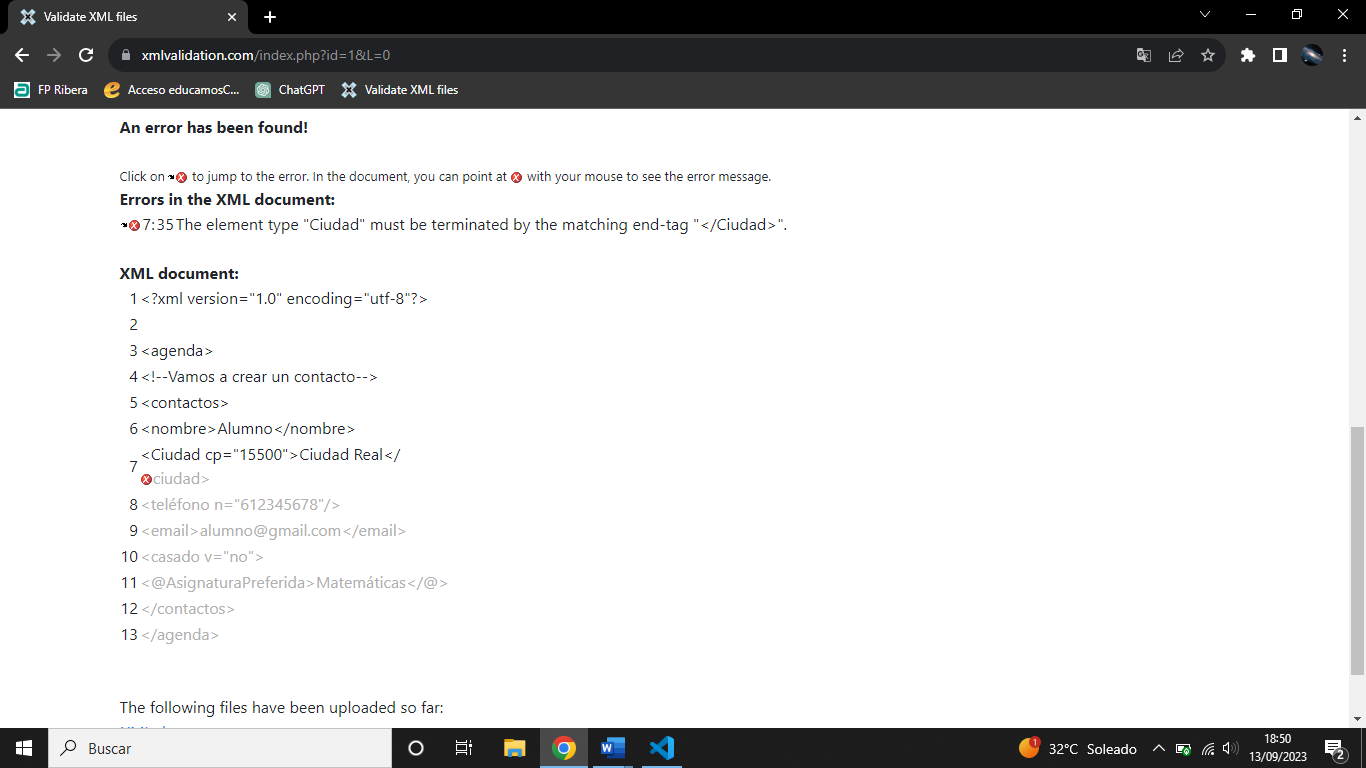 Validate XML files
xmlvalidation.com/index.php?id=1&L=0
FP Ribera
Acceso educamosC...
ChatGPT
Validate XML files
An error has been found!
Click on to jump to the error. In the document, you can point at with your mouse to see the error message.
Errors in the XML document:
7:35 The element type "Ciudad" must be terminated by the matching end-tag "</Ciudad>".
XML document:
1 <?xml version="1.0" encoding="utf-8"?>
2
3 <agenda>
4 <!--Vamos a crear un contacto-->
5 <contactos>
6 <nombre>Alumno</nombre>
7 <Ciudad cp="15500">Ciudad Real</
ciudad>
8 <teléfono n="612345678"/>
9 <email>alumno@gmail.com</email>
10 <casado v="no">
11 <@AsignaturaPreferida>Matemáticas</@>
12 </contactos>
13 </agenda>
The following files have been uploaded so far:
Buscar
1
32°C Soleado
18:50
13/09/2023
2